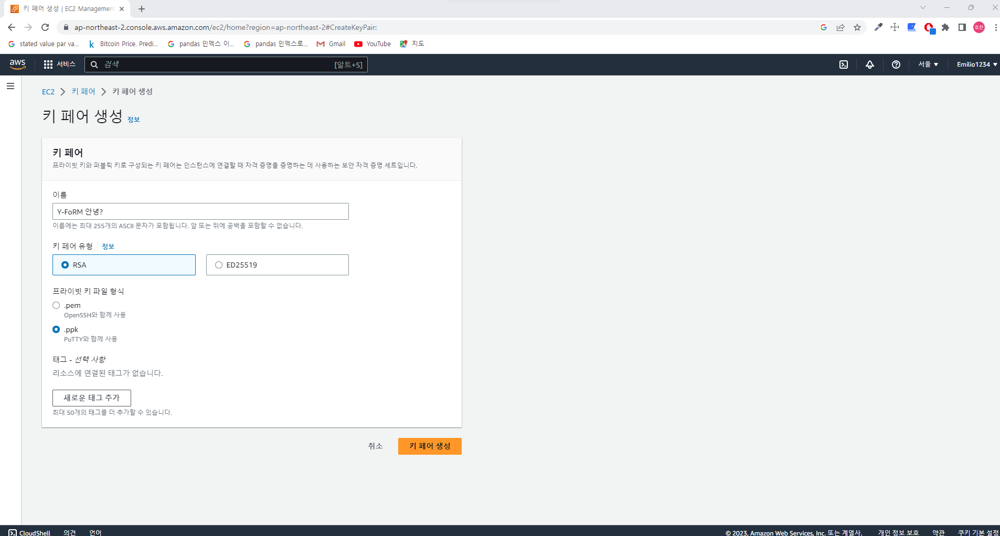 키 페어 생성 | EC2 Management
ap-northeast-2.console.aws.amazon.com/ec2/home?region=ap-northeast-2#CreateKeyPair:
호찬
stated value par va... Bitcoin Price. Predi... pandas 인덱스 이... pandas 인덱스로... Gmail YouTube 지도
aws 서비스 검색 [알트+S] 서울 Emilio1234
EC2 키 페어 키 페어 생성
키 페어 생성 정보
키 페어
프라이빗 키와 퍼블릭 키로 구성되는 키 페어는 인스턴스에 연결할 때 자격 증명을 증명하는 데 사용하는 보안 자격 증명 세트입니다.
이름
Y-FoRM 안녕?
이름에는 최대 255개의 ASCII 문자가 포함됩니다. 앞 또는 뒤에 공백을 포함할 수 없습니다.
키 페어 유형 정보
RSA ED25519
프라이빗 키 파일 형식
.pem
OpenSSH와 함께 사용
.ppk
PuTTY와 함께 사용
태그 - 선택 사항
리소스에 연결된 태그가 없습니다.
새로운 태그 추가
최대 50개의 태그를 더 추가할 수 있습니다.
취소 키 페어 생성
CloudShell 의견 언어 © 2023, Amazon Web Services, Inc. 또는 계열사. 개인 정보 보호 약관 쿠키 기본 설정